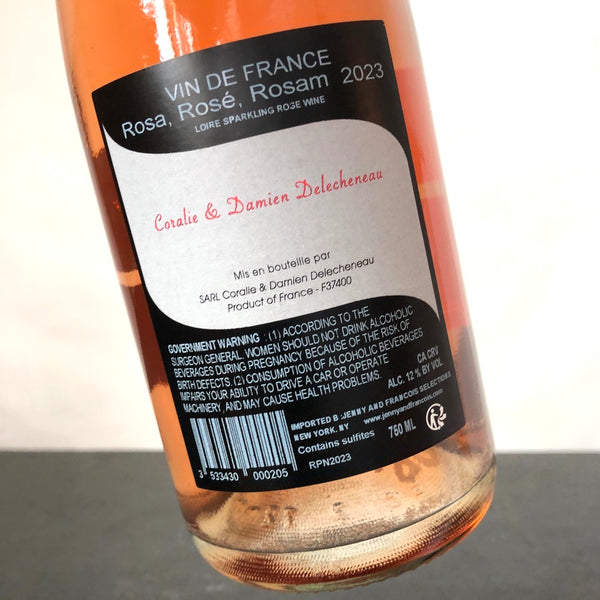 VIN DE FRANCE
Rosa, Rosé, Rosam 2023
LOIRE SPARKLING ROSE WINE
Coralie & Damien Delecheneau
Mis en bouteille par
SARL Coralie & Damien Delecheneau
Product of France - F37400
GOVERNMENT WARNING : (1) ACCORDING TO THE
SURGEON GENERAL, WOMEN SHOULD NOT DRINK ALCOHOLIC
BEVERAGES DURING PREGNANCY BECAUSE OF THE RISK OF
BIRTH DEFECTS. (2) CONSUMPTION OF ALCOHOLIC BEVERAGES
IMPAIRS YOUR ABILITY TO DRIVE A CAR OR OPERATE
MACHINERY ,AND MAY CAUSE HEALTH PROBLEMS.
CA CRV
ALC. 12 % BY VOL
IMPORTED B :JENNY AND FRANCOIS SELECTIONS
NEW YORK. NY www.jennyandfrancois.com
Contains sulfites 750 ML
RPN2023
3 533430 000205